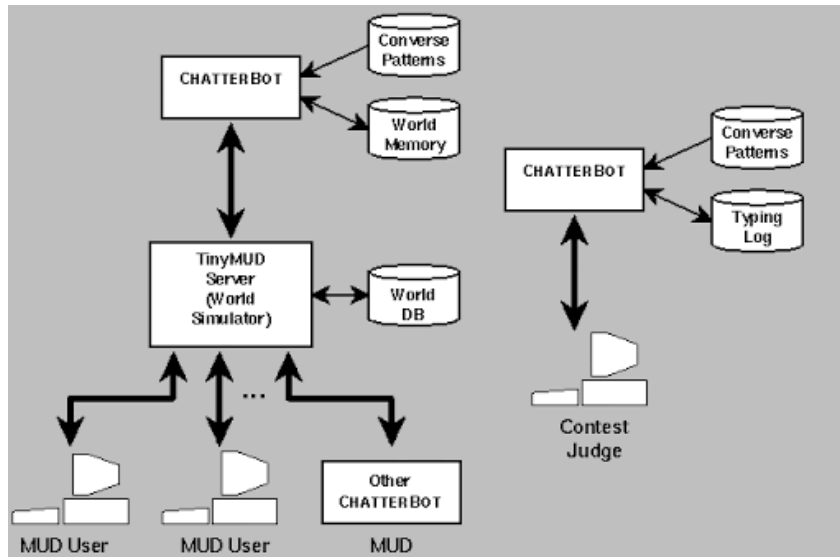 CHATTERBOT
Converse
Patterns
World
Memory
TinyMUD
Server
(World
Simulator)
World
DB
...
MUD User
MUD User
Other
CHATTERBOT
MUD
CHATTERBOT
Converse
Patterns
Typing
Log
Contest
Judge